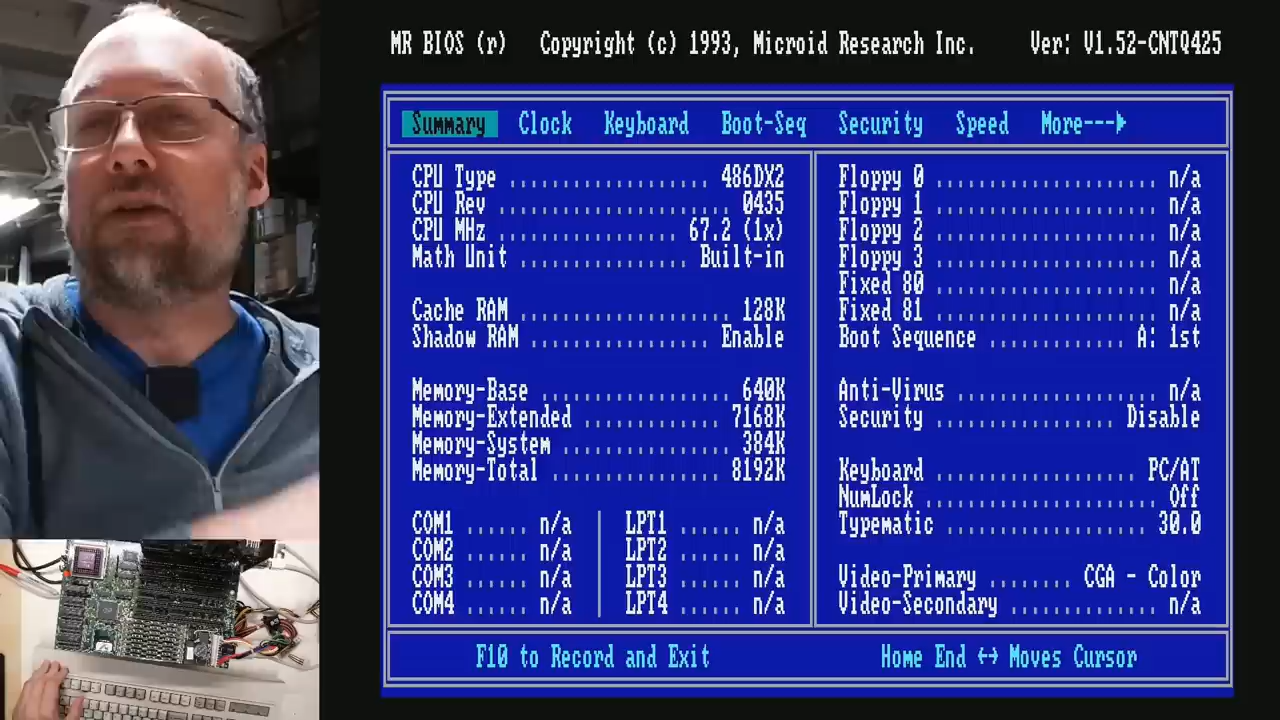 MR BIOS (r) Copyright (c) 1993, Microid Research Inc. Ver: V1.52-CNTQ425
Summary Clock Keyboard Boot-Seq Security Speed More---►
CPU Type ................... 486DX2
CPU Rev ...................... 0435
CPU MHz ................. 67.2 (1x)
Math Unit ................ Built-in
Cache RAM .................... 128K
Shadow RAM ................. Enable
Memory-Base .................. 640K
Memory-Extended ............. 7168K
Memory-System ................ 384K
Memory-Total ................ 8192K
COM1 ...... n/a | LPT1 ...... n/a
COM2 ...... n/a | LPT2 ...... n/a
COM3 ...... n/a | LPT3 ...... n/a
COM4 ...... n/a | LPT4 ...... n/a
Floppy 0 ..................... n/a
Floppy 1 ..................... n/a
Floppy 2 ..................... n/a
Floppy 3 ..................... n/a
Fixed 80 ..................... n/a
Fixed 81 ..................... n/a
Boot Sequence ............. A: 1st
Anti-Virus ................... n/a
Security ................. Disable
Keyboard ................... PC/AT
NumLock ...................... Off
Typematic ................... 30.0
Video-Primary ........ CGA - Color
Video-Secondary .............. n/a
F10 to Record and Exit Home End ↔ Moves Cursor